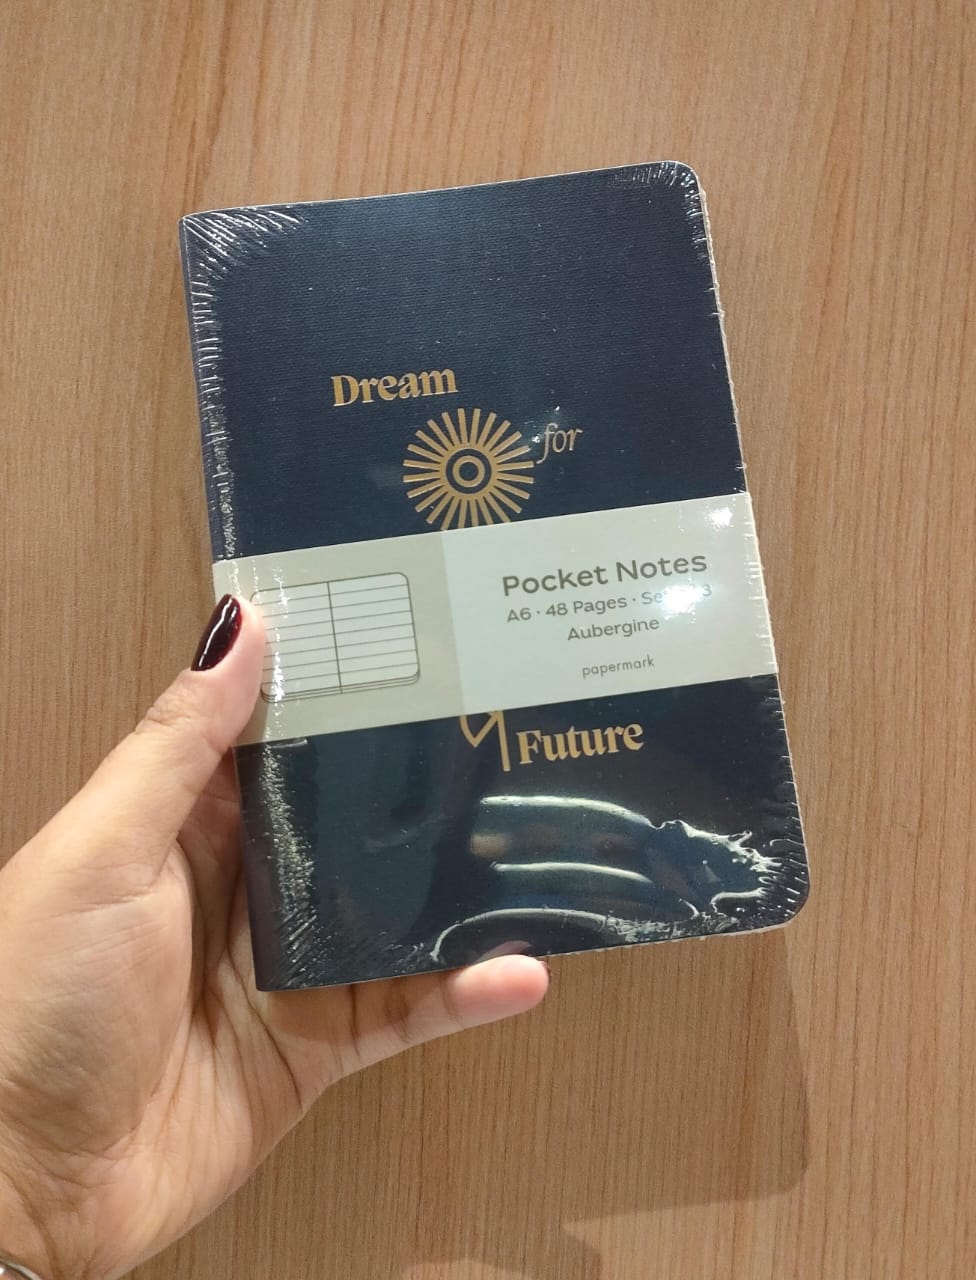 Dream
for
Pocket Notes
A6 · 48 Pages ·
Aubergine
papermark
Future